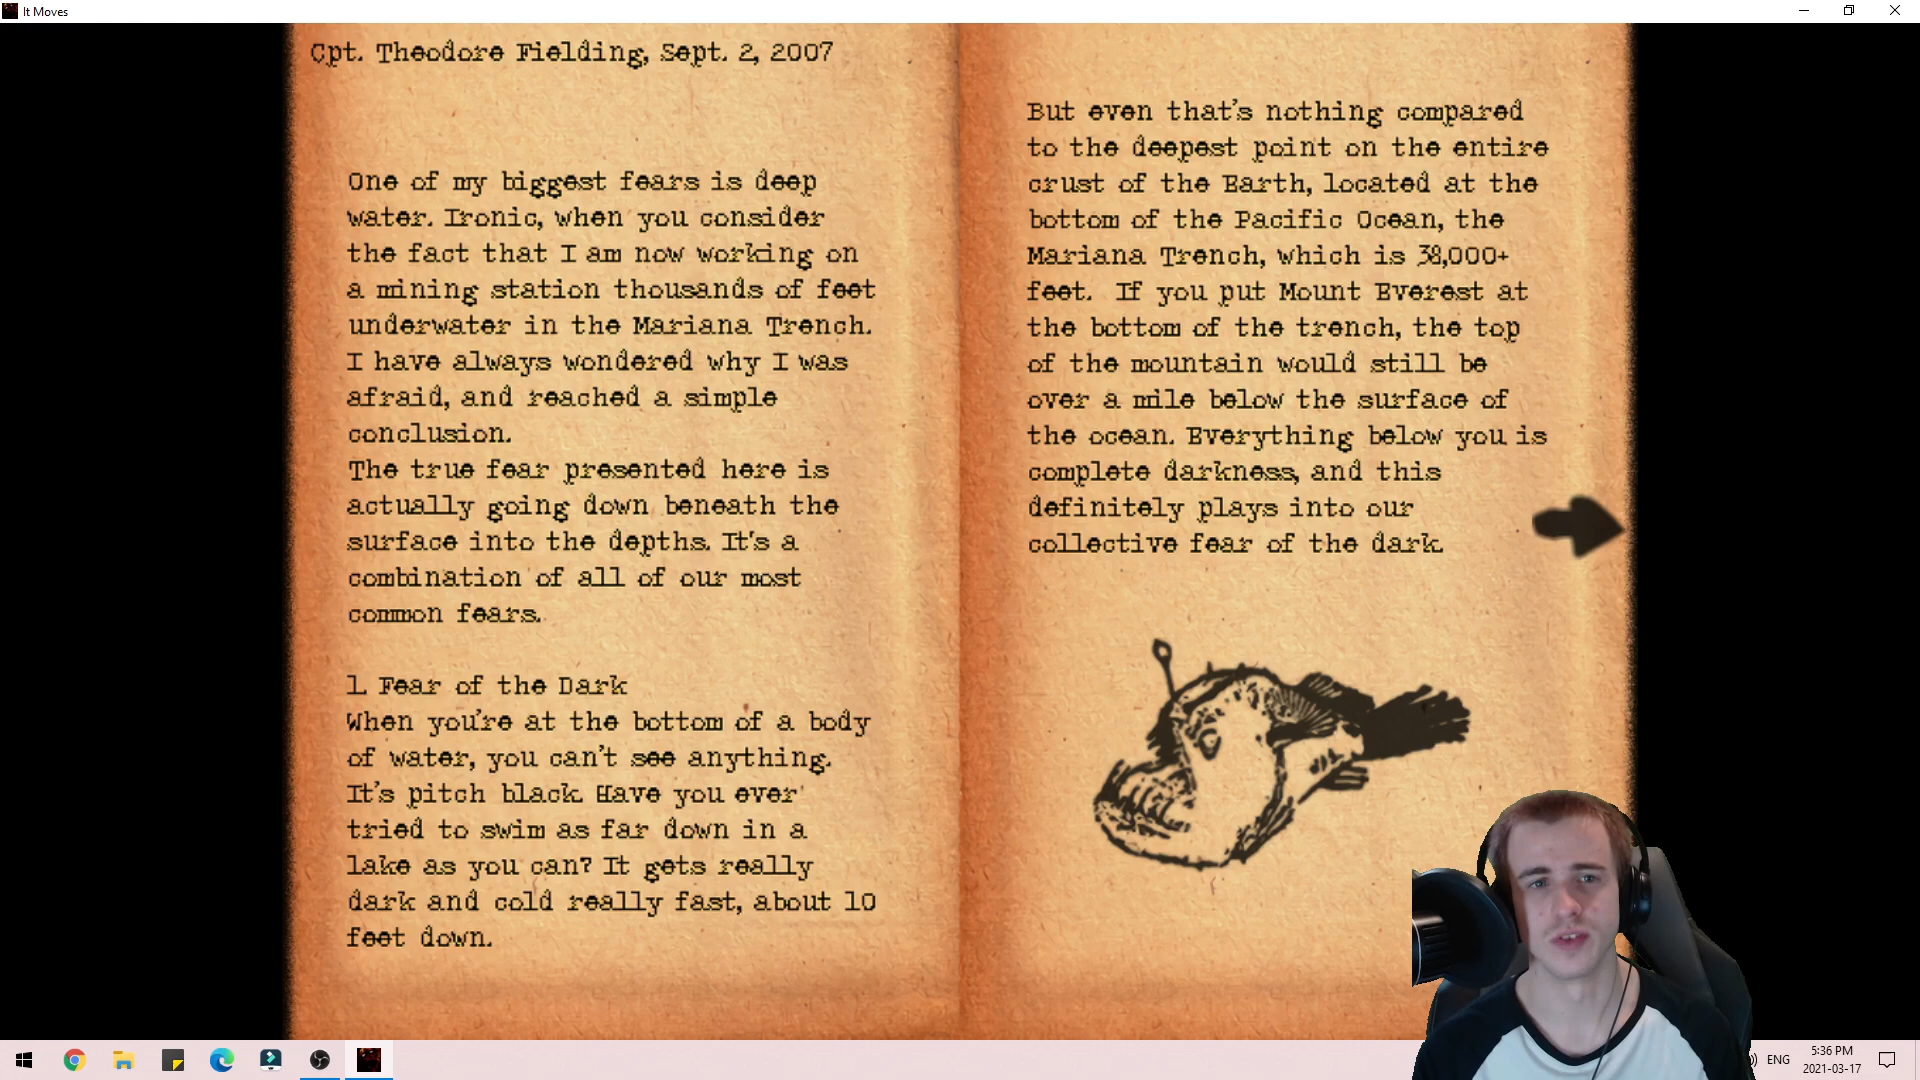 It Moves
Cpt. Theodore Fielding, Sept. 2, 2007
One of my biggest fears is deep
water. Ironic, when you consider
the fact that I am now working on
a mining station thousands of feet
underwater in the Mariana Trench.
I have always wondered why I was
afraid, and reached a simple
conclusion.
The true fear presented here is
actually going down beneath the
surface into the depths. It's a
combination of all of our most
common fears.
1. Fear of the Dark
When you're at the bottom of a body
of water, you can't see anything.
It's pitch black. Have you ever
tried to swim as far down in a
lake as you can? It gets really
dark and cold really fast, about 10
feet down.
But even that's nothing compared
to the deepest point on the entire
crust of the Earth, located at the
bottom of the Pacific Ocean, the
Mariana Trench, which is 38,000+
feet. If you put Mount Everest at
the bottom of the trench, the top
of the mountain would still be
over a mile below the surface of
the ocean. Everything below you is
complete darkness, and this
definitely plays into our
collective fear of the dark.
ENG
5:36 PM
2021-03-17